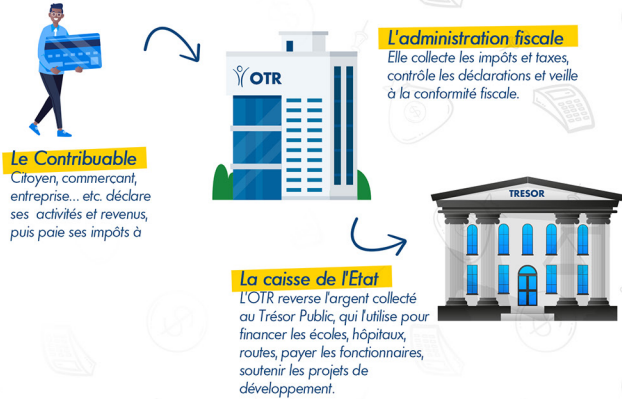 Le Contribuable
Citoyen, commerçant,
entreprise... etc. déclare
ses activités et revenus,
puis paie ses impôts à
OTR
L'administration fiscale
Elle collecte les impôts et taxes,
contrôle les déclarations et veille
à la conformité fiscale.
TRESOR
La caisse de l'Etat
L'OTR reverse l'argent collecté
au Trésor Public, qui l'utilise pour
financer les écoles, hôpitaux,
routes, payer les fonctionnaires,
soutenir les projets de
développement.